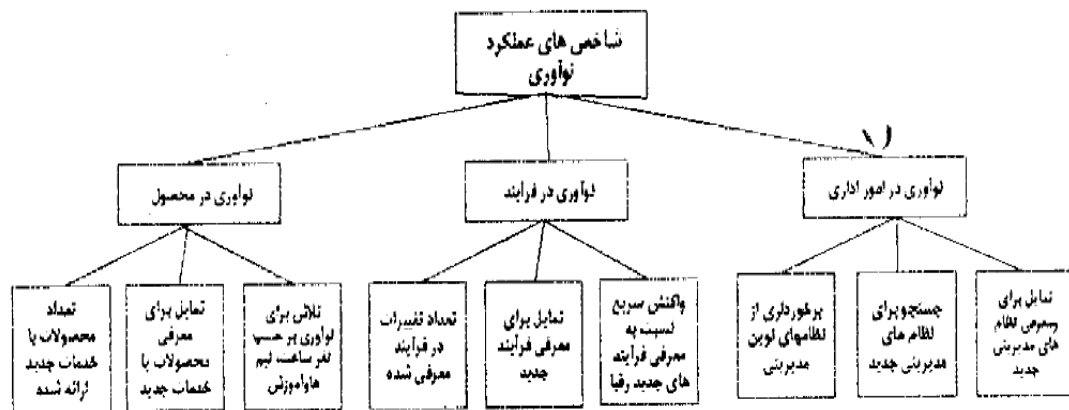 شاخص های عملکرد
نوآوری
نوآوری در امور اداری
نوآوری در فرآیند
نوآوری در محصول
تمایل برای
معرفی نظام
های مدیریتی
جدید
جستجو برای
نظام های
مدیریتی جدید
برخورداری از
نظامهای نوین
مدیریتی
واکنش سریع
نسبت به
معرفی فرآیند
های جدید رقبا
تمایل برای
معرفی فرآیند
جدید
تعداد تغییرات
در فرآیند
معرفی شده
تلاش برای
نوآوری بر حسب
نفر ساعت تیم
ها و آموزش
تمایل برای
معرفی
محصولات یا
خدمات جدید
تعداد
محصولات یا
خدمات جدید
ارائه شده